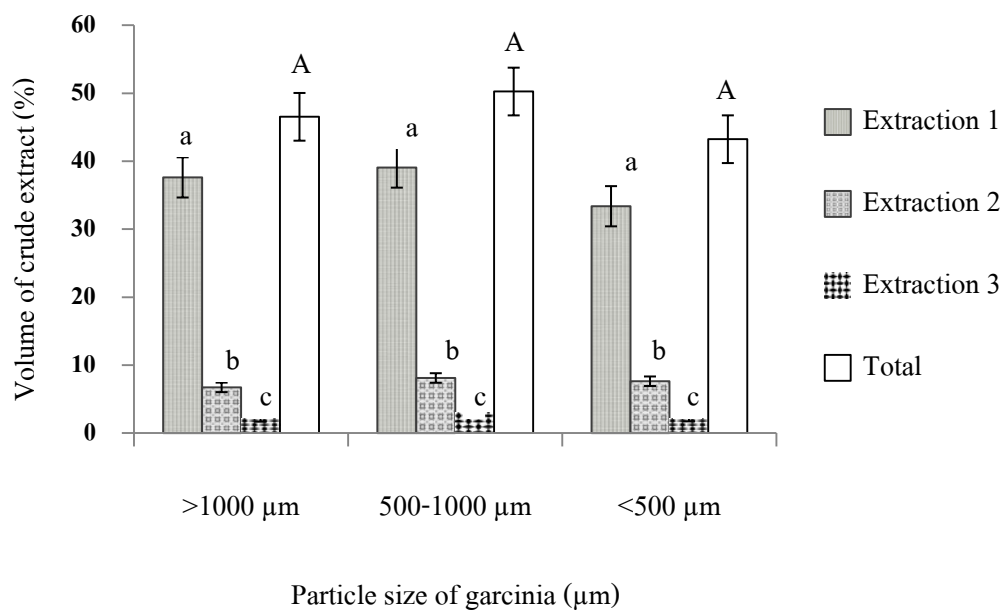 Volume of crude extract (%)
60
50
40
30
20
10
0
a
b
c
A
a
b
c
A
a
b
c
A
>1000 µm
500-1000 µm
<500 µm
Particle size of garcinia (µm)
Extraction 1
Extraction 2
Extraction 3
Total